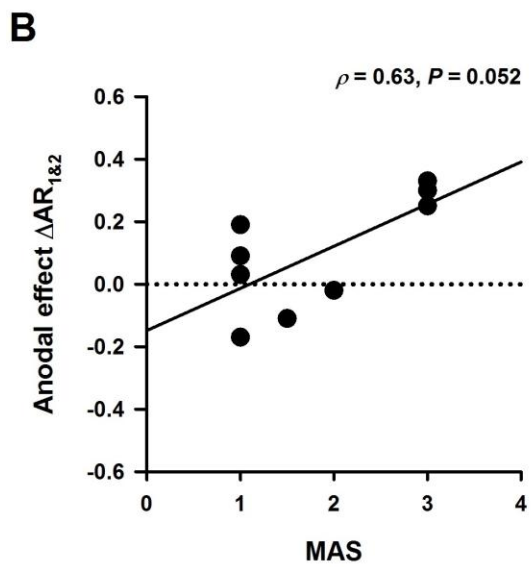 B
ρ = 0.63, P = 0.052
Anodal effect ΔAR1&2
0.6
0.4
0.2
0.0
-0.2
-0.4
-0.6
0 1 2 3 4
MAS